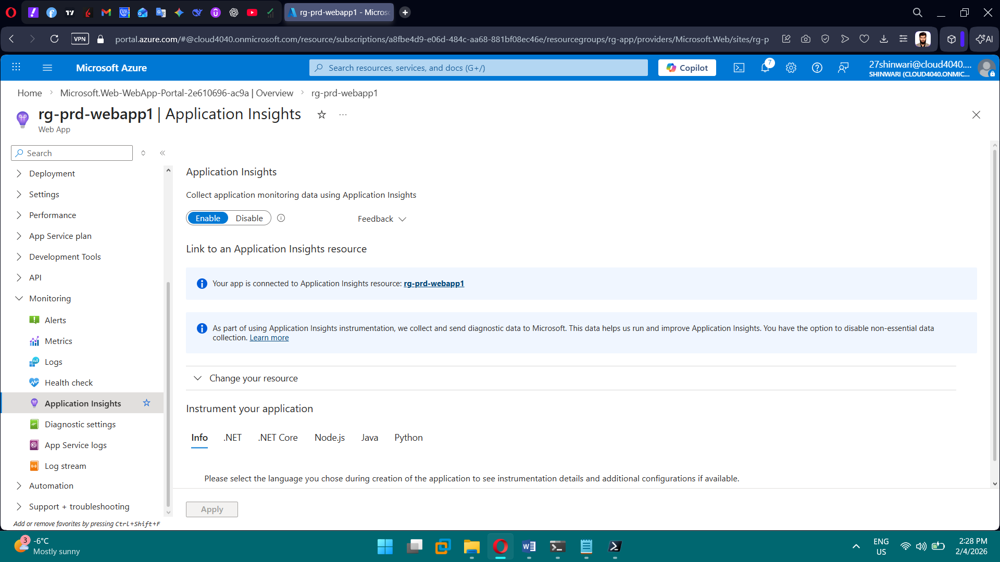 rg-prd-webapp1 - Micros
VPN
portal.azure.com/#@cloud4040.onmicrosoft.com/resource/subscriptions/a8fbe4d9-e06d-484c-aa68-881bf08ec46e/resourcegroups/rg-app/providers/Microsoft.Web/sites/rg-p
AI
Microsoft Azure
Search resources, services, and docs (G+/)
Copilot
7
27shinwari@cloud4040....
SHINWARI (CLOUD4040.ONMIC...
Home > Microsoft.Web-WebApp-Portal-2e610696-ac9a | Overview > rg-prd-webapp1
rg-prd-webapp1 | Application Insights
Web App
Search
Deployment
Settings
Performance
App Service plan
Development Tools
API
Monitoring
Alerts
Metrics
Logs
Health check
Application Insights
Diagnostic settings
App Service logs
Log stream
Automation
Support + troubleshooting
Add or remove favorites by pressing Ctrl+Shift+F
Application Insights
Collect application monitoring data using Application Insights
Enable Disable
Feedback
Link to an Application Insights resource
Your app is connected to Application Insights resource: rg-prd-webapp1
As part of using Application Insights instrumentation, we collect and send diagnostic data to Microsoft. This data helps us run and improve Application Insights. You have the option to disable non-essential data
collection. Learn more
Change your resource
Instrument your application
Info .NET .NET Core Node.js Java Python
Please select the language you chose during creation of the application to see instrumentation details and additional configurations if available.
Apply
3
-6°C
Mostly sunny
ENG
US
2:28 PM
2/4/2026